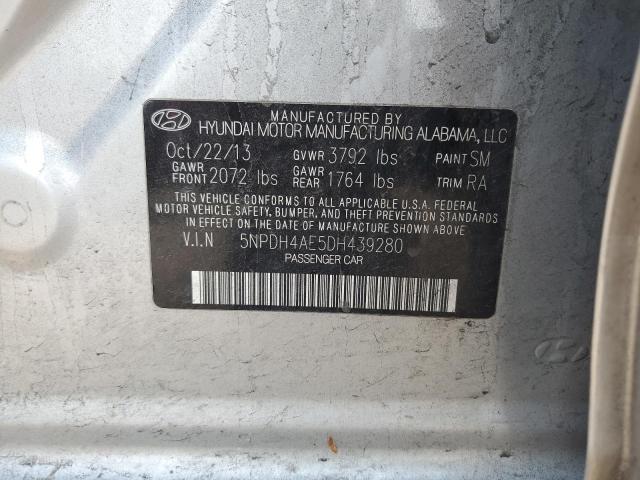 MANUFACTURED BY
HYUNDAI MOTOR MANUFACTURING ALABAMA, LLC
Oct/22/13 GVWR 3792 lbs PAINT SM
GAWR FRONT 2072 lbs GAWR REAR 1764 lbs TRIM RA
THIS VEHICLE CONFORMS TO ALL APPLICABLE U.S.A. FEDERAL
MOTOR VEHICLE SAFETY, BUMPER, AND THEFT PREVENTION STANDARDS
IN EFFECT ON THE DATE OF MANUFACTURE SHOWN ABOVE.
V.I.N 5NPDH4AE5DH439280
PASSENGER CAR